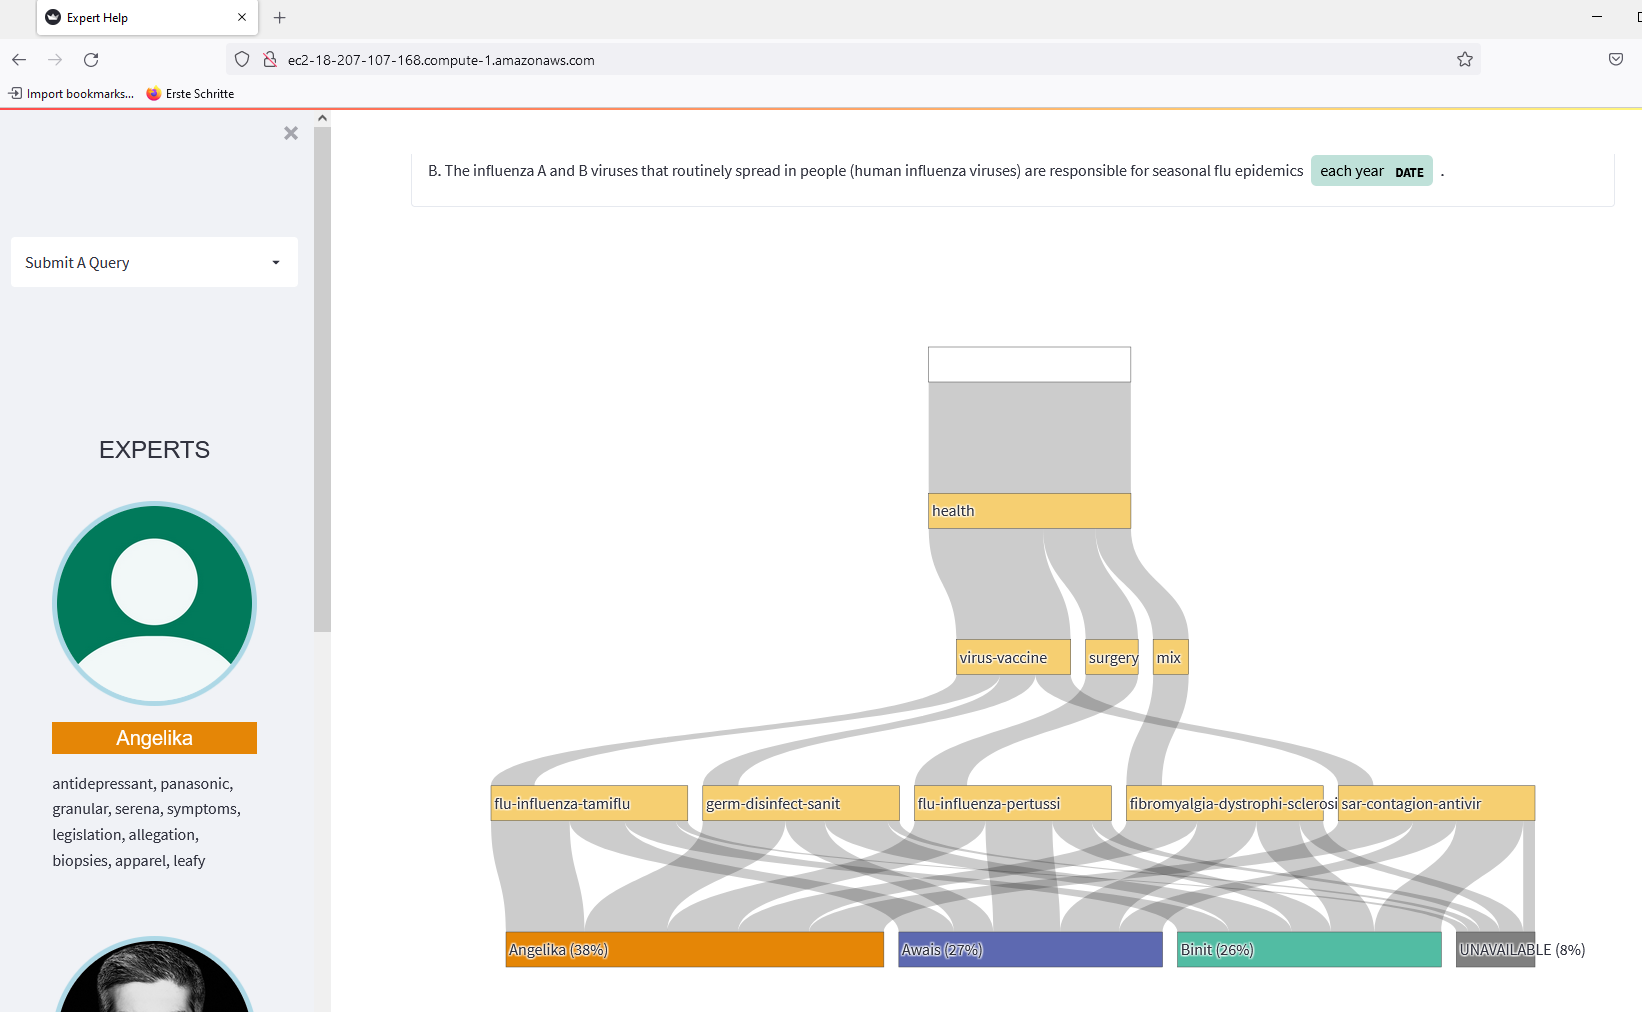 Expert Help
ec2-18-207-107-168.compute-1.amazonaws.com
Import bookmarks...
Erste Schritte
B. The influenza A and B viruses that routinely spread in people (human influenza viruses) are responsible for seasonal flu epidemics each year DATE .
Submit A Query
EXPERTS
Angelika
antidepressant, panasonic,
granular, serena, symptoms,
legislation, allegation,
biopsies, apparel, leafy
health
virus-vaccine
surgery
mix
flu-influenza-tamiflu
germ-disinfect-sanit
flu-influenza-pertussi
fibromyalgia-dystrophi-sclerosi
sar-contagion-antivir
Angelika (38%)
Awais (27%)
Binit (26%)
UNAVAILABLE (8%)